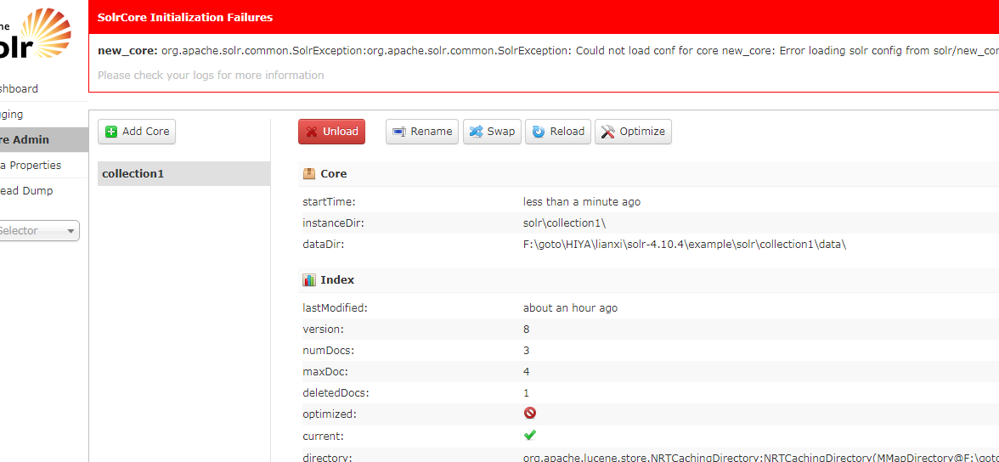 SolrCore Initialization Failures
new_core: org.apache.solr.common.SolrException:org.apache.solr.common.SolrException: Could not load conf for core new_core: Error loading solr config from solr/new_cor
Please check your logs for more information
he
olr
shboard
ging
re Admin
a Properties
ead Dump
Selector
Add Core
collection1
Unload
Rename
Swap
Reload
Optimize
Core
startTime: less than a minute ago
instanceDir: solr\collection1\
dataDir: F:\goto\HIYA\lianxi\solr-4.10.4\example\solr\collection1\data\
Index
lastModified: about an hour ago
version: 8
numDocs: 3
maxDoc: 4
deletedDocs: 1
optimized:
current:
directory: org.apache.lucene.store.NRTCachingDirectory:NRTCachingDirectory(MMapDirectory@F:\goto